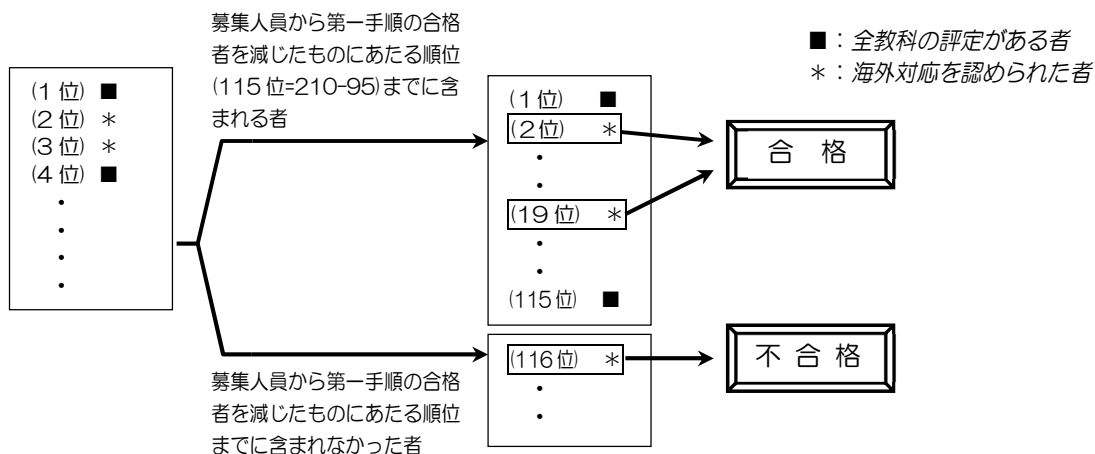 募集人員から第一手順の合格
者を減じたものにあたる順位
(115位=210-95)までに含
まれる者
■:全教科の評定がある者
*:海外対応を認められた者
(1位) ■
(2位) *
(3位) *
(4位) ■
・
・
・
・
(1位) ■
(2位) *
・
・
(19位) *
・
・
(115位) ■
合 格
(116位) *
・
・
不 合 格
募集人員から第一手順の合格
者を減じたものにあたる順位
までに含まれなかった者